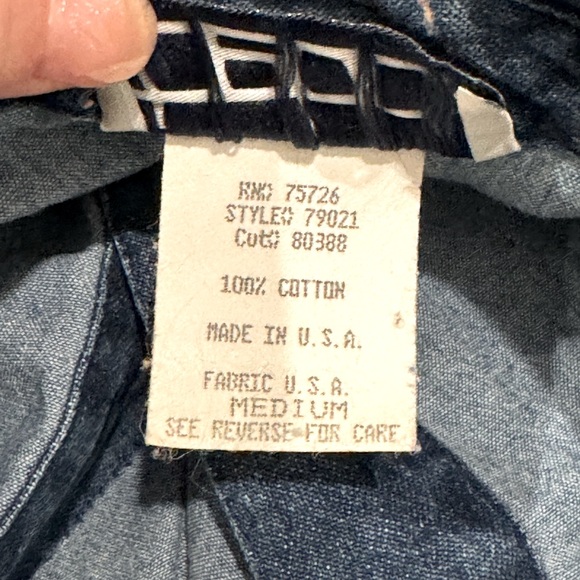 RN# 75726
STYLE# 79021
Cut# 80388
100% COTTON
MADE IN U.S.A.
FABRIC U.S.A.
MEDIUM
SEE REVERSE FOR CARE